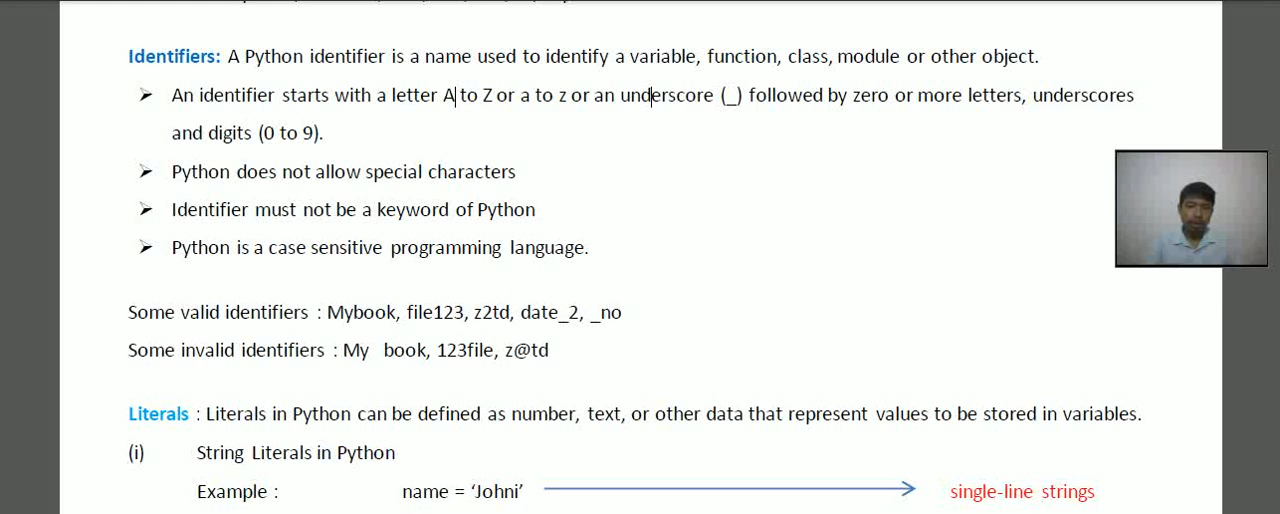 Identifiers: A Python identifier is a name used to identify a variable, function, class, module or other object.
➢ An identifier starts with a letter A to Z or a to z or an underscore (_) followed by zero or more letters, underscores
and digits (0 to 9).
➢ Python does not allow special characters
➢ Identifier must not be a keyword of Python
➢ Python is a case sensitive programming language.
Some valid identifiers : Mybook, file123, z2td, date_2, _no
Some invalid identifiers : My book, 123file, z@td
Literals : Literals in Python can be defined as number, text, or other data that represent values to be stored in variables.
(i) String Literals in Python
Example : name = ‘Johni’ single-line strings